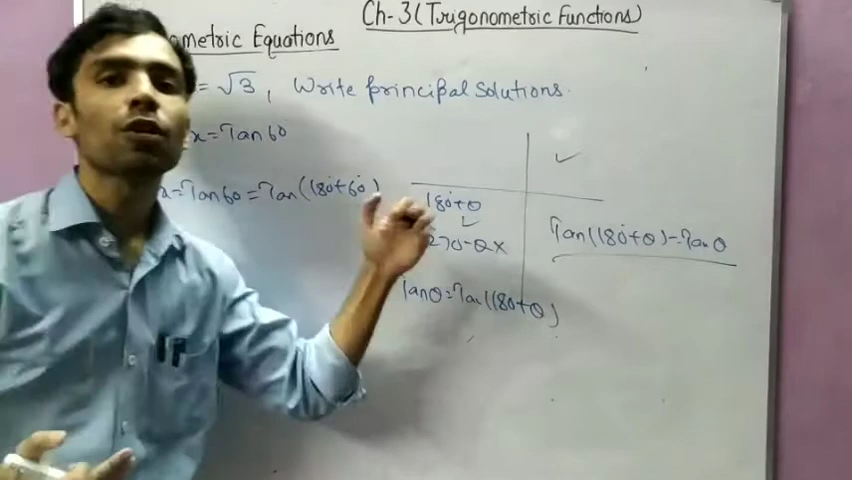 Ch-3 (Trigonometric Functions)
ometric Equations
= √3, Write principal Solutions.
x = Tan 60
x = Tan 60 = Tan (180° + 60°)
✓
180° + θ
✓
270 - θ ×
Tan (180° + θ) = Tan θ
Tan θ = Tan (180 + θ)